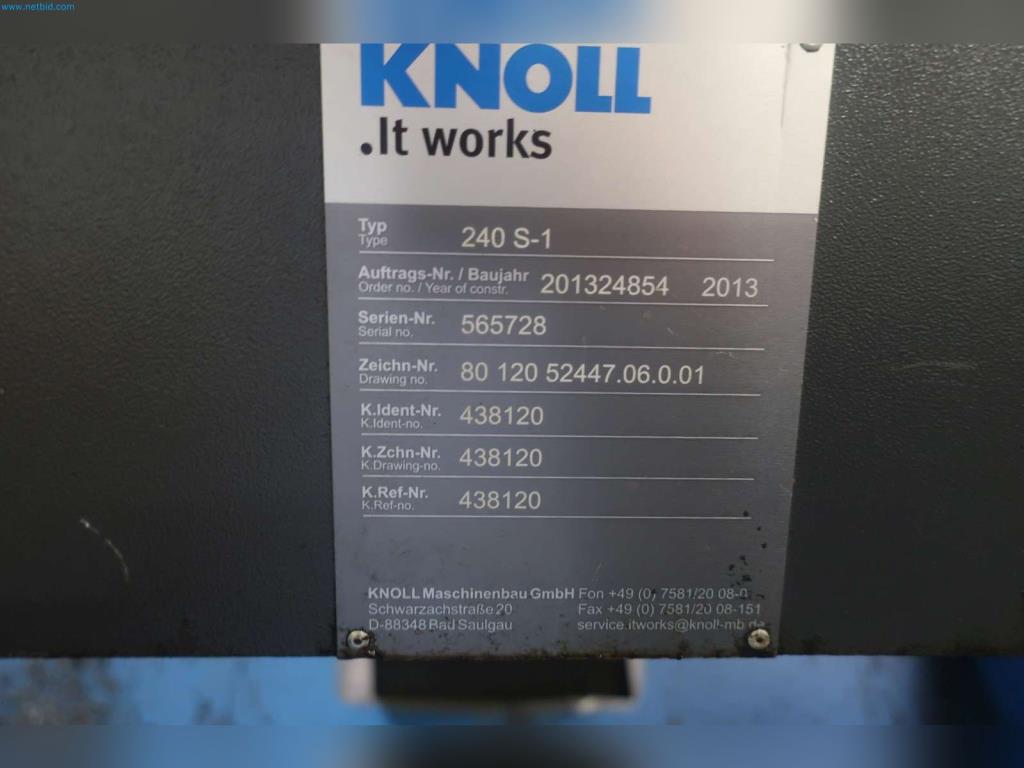 www.netbid.com
KNOLL
.It works
Typ
Type
240 S-1
Auftrags-Nr. / Baujahr
Order no. / Year of constr.
201324854 2013
Serien-Nr.
Serial no.
565728
Zeichn-Nr.
Drawing no.
80 120 52447.06.0.01
K.Ident-Nr.
K.Ident-no.
438120
K.Zchn-Nr.
K.Drawing-no.
438120
K.Ref-Nr.
K.Ref-no.
438120
KNOLL Maschinenbau GmbH Fon +49 (0) 7581/20 08-0
Schwarzachstraße 20 Fax +49 (0) 7581/20 08-151
D-88348 Bad Saulgau service.itworks@knoll-mb.de